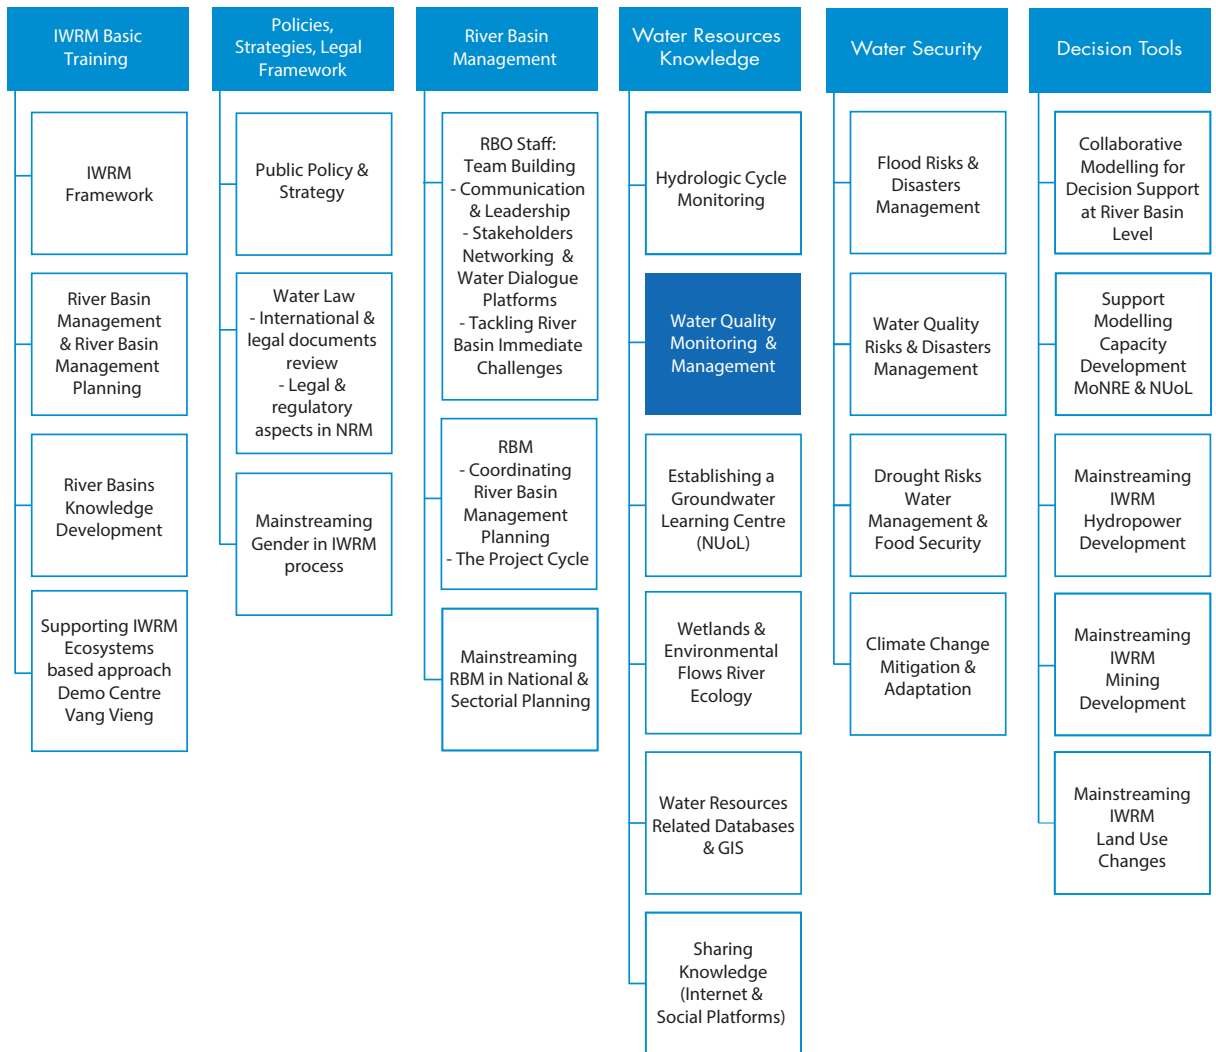 IWRM Basic
Training
IWRM
Framework
River Basin
Management
& River Basin
Management
Planning
River Basins
Knowledge
Development
Supporting IWRM
Ecosystems
based approach
Demo Centre
Vang Vieng
Policies,
Strategies, Legal
Framework
Public Policy &
Strategy
Water Law
- International &
legal documents
review
- Legal &
regulatory
aspects in NRM
Mainstreaming
Gender in IWRM
process
River Basin
Management
RBO Staff:
Team Building
- Communication
& Leadership
- Stakeholders
Networking &
Water Dialogue
Platforms
- Tackling River
Basin Immediate
Challenges
RBM
- Coordinating
River Basin
Management
Planning
- The Project Cycle
Mainstreaming
RBM in National &
Sectorial Planning
Water Resources
Knowledge
Hydrologic Cycle
Monitoring
Water Quality
Monitoring &
Management
Establishing a
Groundwater
Learning Centre
(NUoL)
Wetlands &
Environmental
Flows River
Ecology
Water Resources
Related Databases
& GIS
Sharing
Knowledge
(Internet &
Social Platforms)
Water Security
Flood Risks &
Disasters
Management
Water Quality
Risks & Disasters
Management
Drought Risks
Water
Management &
Food Security
Climate Change
Mitigation &
Adaptation
Decision Tools
Collaborative
Modelling for
Decision Support
at River Basin
Level
Support
Modelling
Capacity
Development
MoNRE & NUoL
Mainstreaming
IWRM
Hydropower
Development
Mainstreaming
IWRM
Mining
Development
Mainstreaming
IWRM
Land Use
Changes